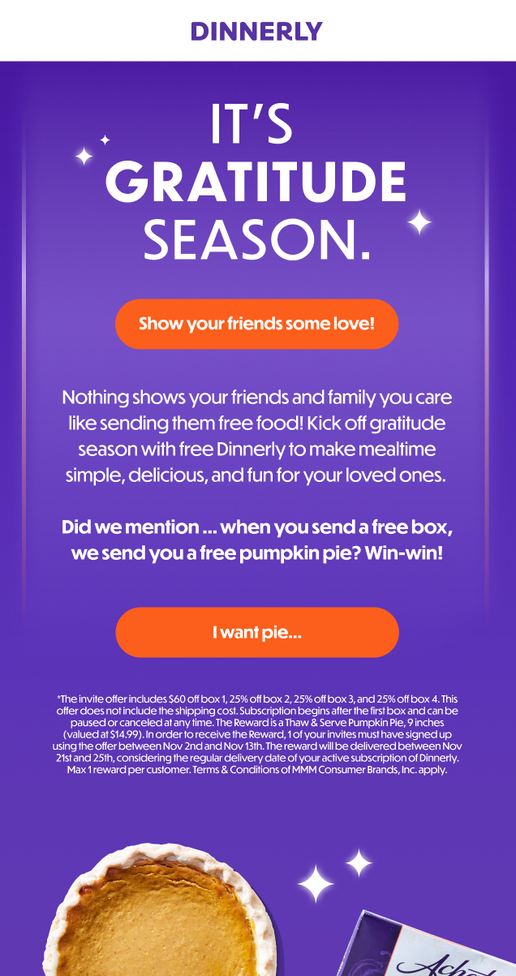 DINNERLY
IT'S
GRATITUDE
SEASON.
Show your friends some love!
Nothing shows your friends and family you care
like sending them free food! Kick off gratitude
season with free Dinnerly to make mealtime
simple, delicious, and fun for your loved ones.
Did we mention ... when you send a free box,
we send you a free pumpkin pie? Win-win!
I want pie...
*The invite offer includes $60 off box 1, 25% off box 2, 25% off box 3, and 25% off box 4. This
offer does not include the shipping cost. Subscription begins after the first box and can be
paused or canceled at any time. The Reward is a Thaw & Serve Pumpkin Pie, 9 inches
(valued at $14.99). In order to receive the Reward, 1 of your invites must have signed up
using the offer between Nov 2nd and Nov 13th. The reward will be delivered between Nov
21st and 25th, considering the regular delivery date of your active subscription of Dinnerly.
Max 1 reward per customer. Terms & Conditions of MMM Consumer Brands, Inc. apply.